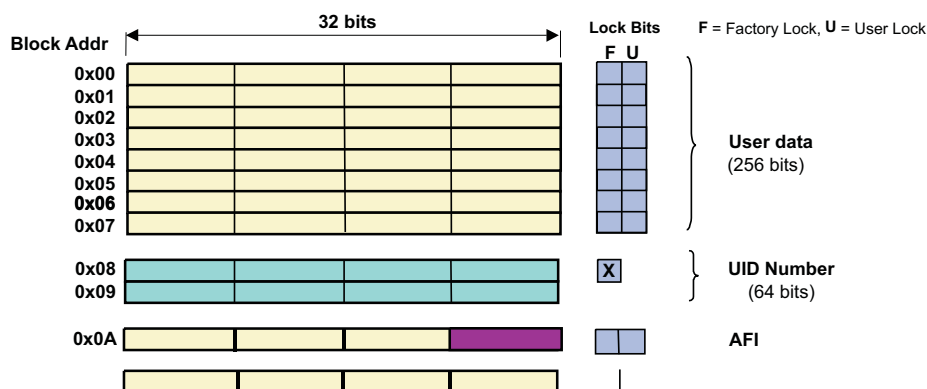 32 bits
Lock Bits
F = Factory Lock, U = User Lock
Block Addr
F U
0x00
0x01
0x02
0x03
0x04
0x05
0x06
0x07
User data
(256 bits)
0x08
0x09
X
UID Number
(64 bits)
0x0A
AFI